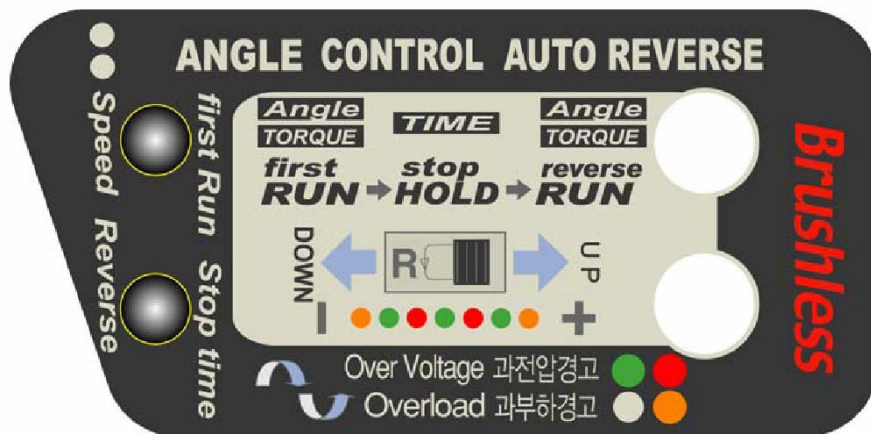 ANGLE CONTROL AUTO REVERSE
Speed Reverse
first Run Stop time
Angle TIME Angle
TORQUE TORQUE
first stop reverse
RUN HOLD RUN
DOWN R UP
- +
Over Voltage 과전압경고
Overload 과부하경고
Brushless